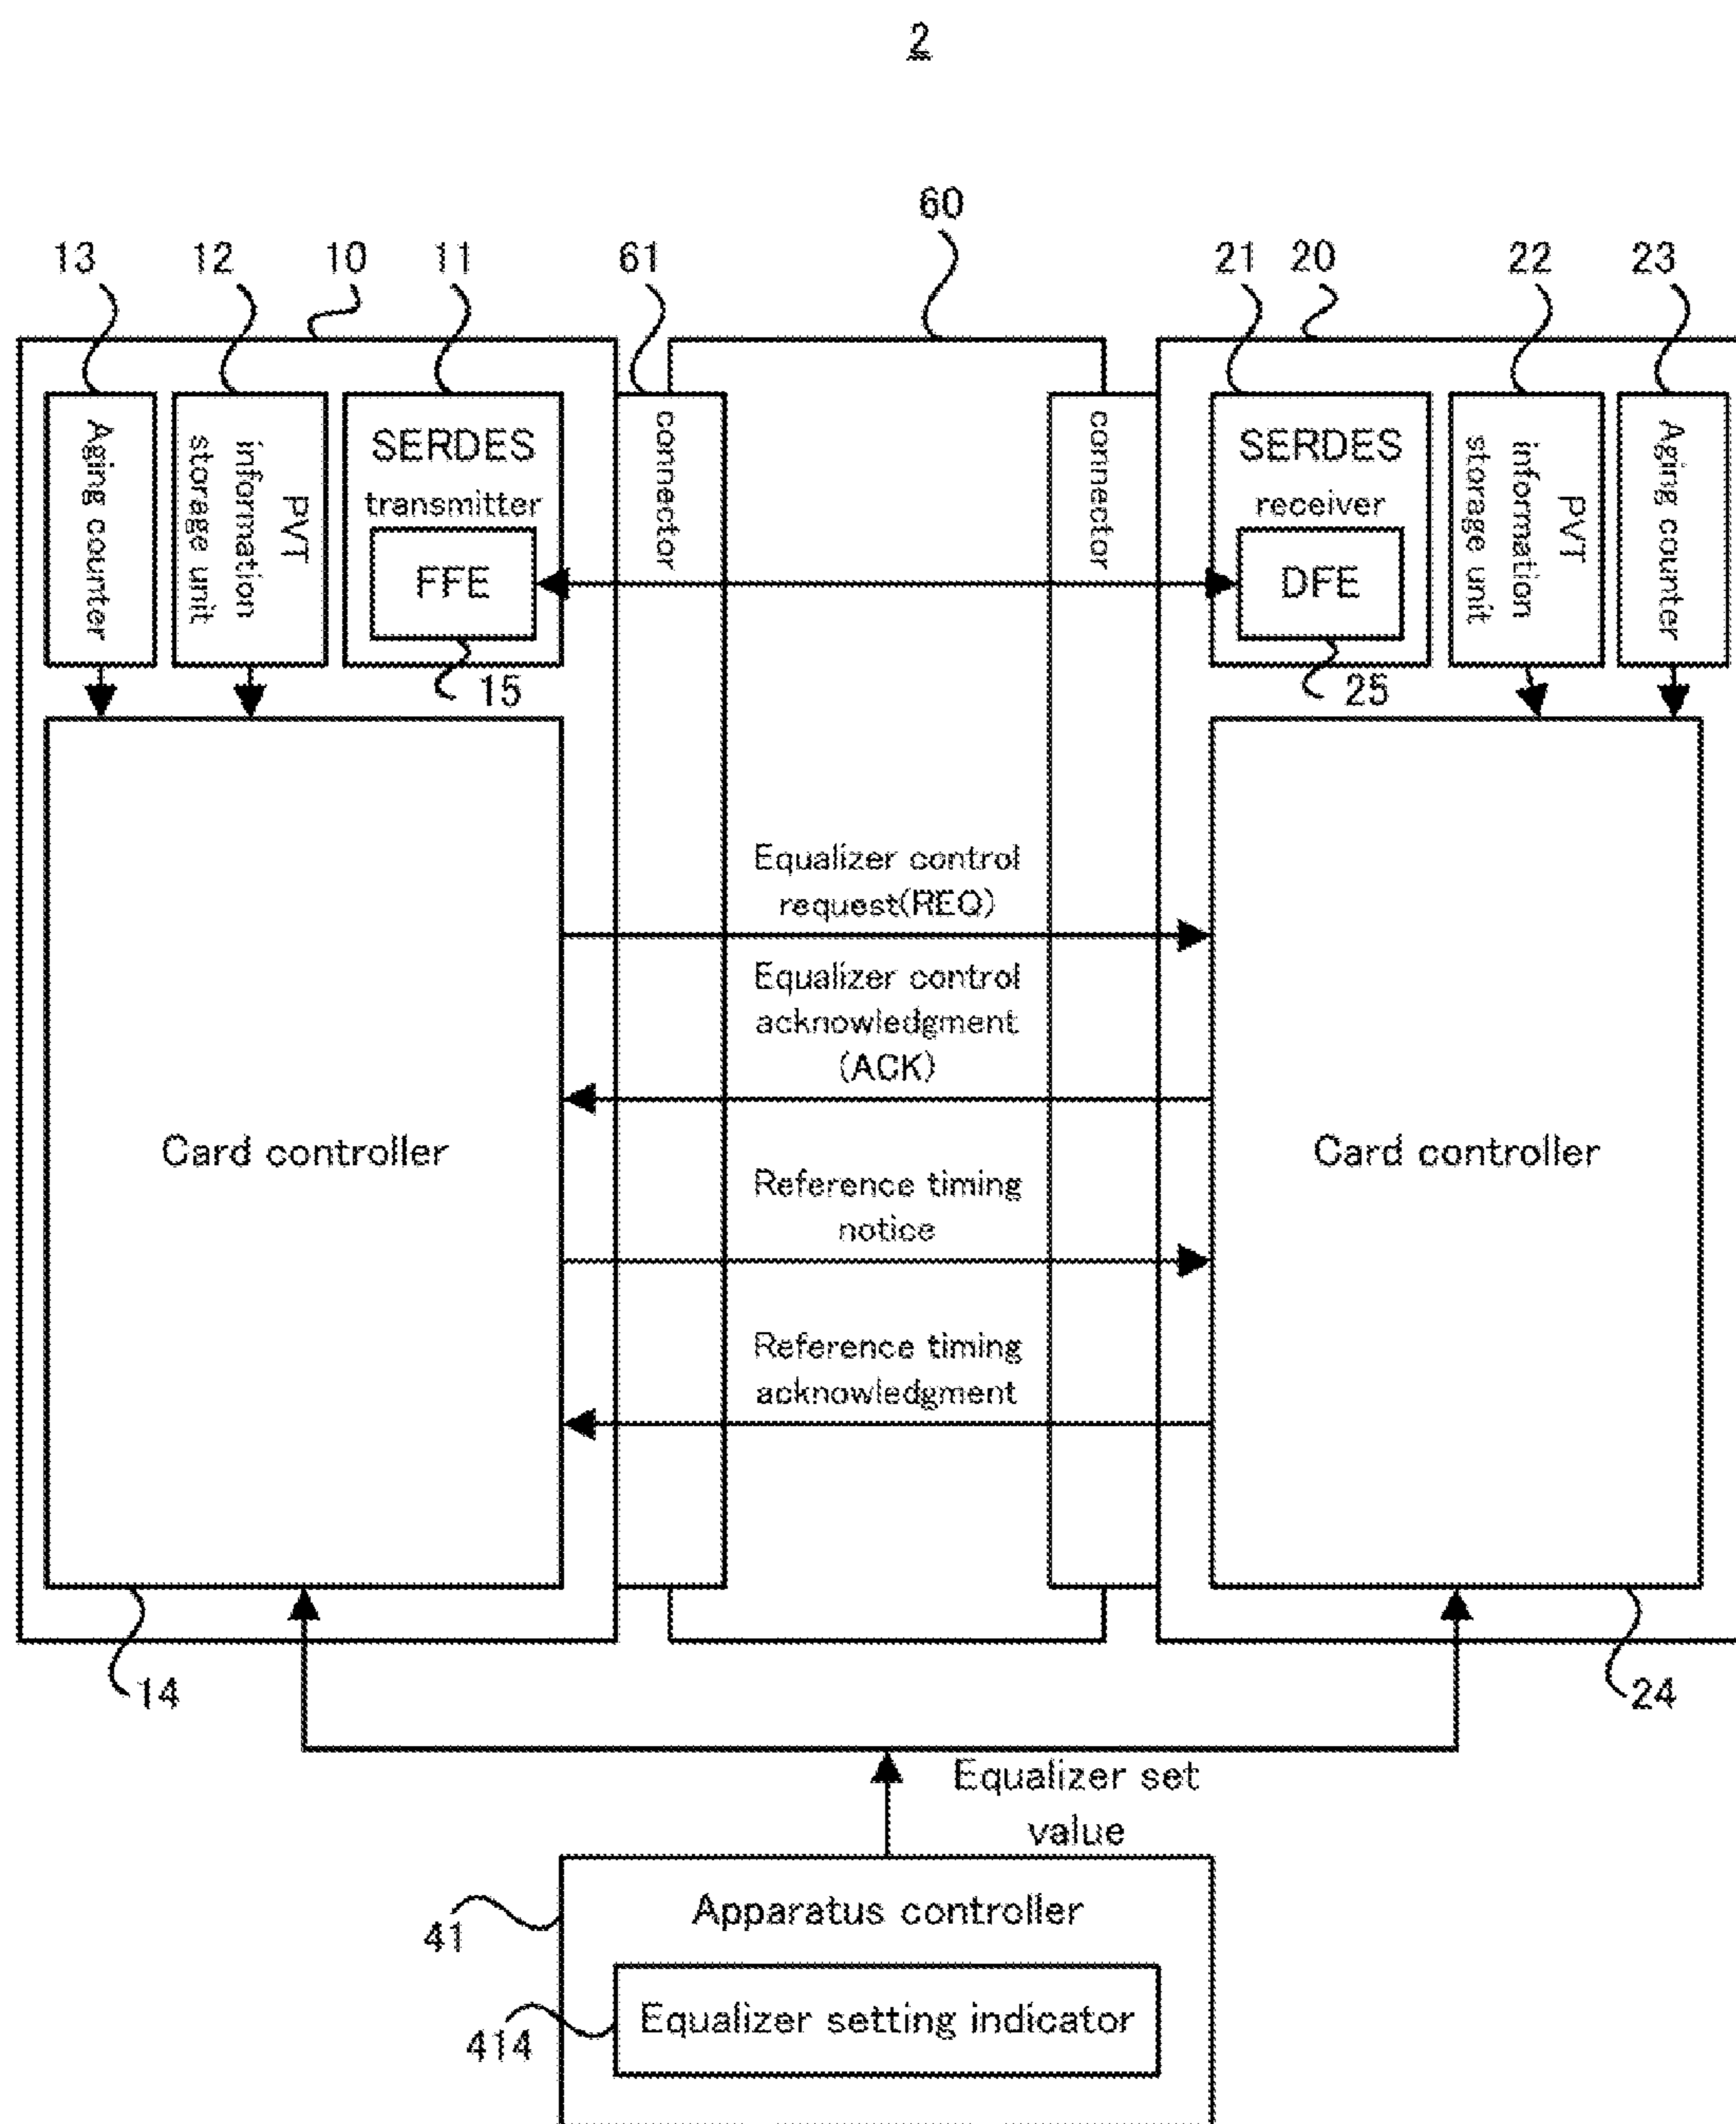 2
60
13
12
10
11
61
21
20
22
23
Aging counter
PVT
information
storage unit
SERDES
transmitter
FFE
15
connector
connector
SERDES
receiver
DFE
25
PVT
information
storage unit
Aging counter
Equalizer control
request(REQ)
Equalizer control
acknowledgment
(ACK)
Card controller
Card controller
Reference timing
notice
Reference timing
acknowledgment
14
24
Equalizer set
value
Apparatus controller
41
Equalizer setting indicator
414